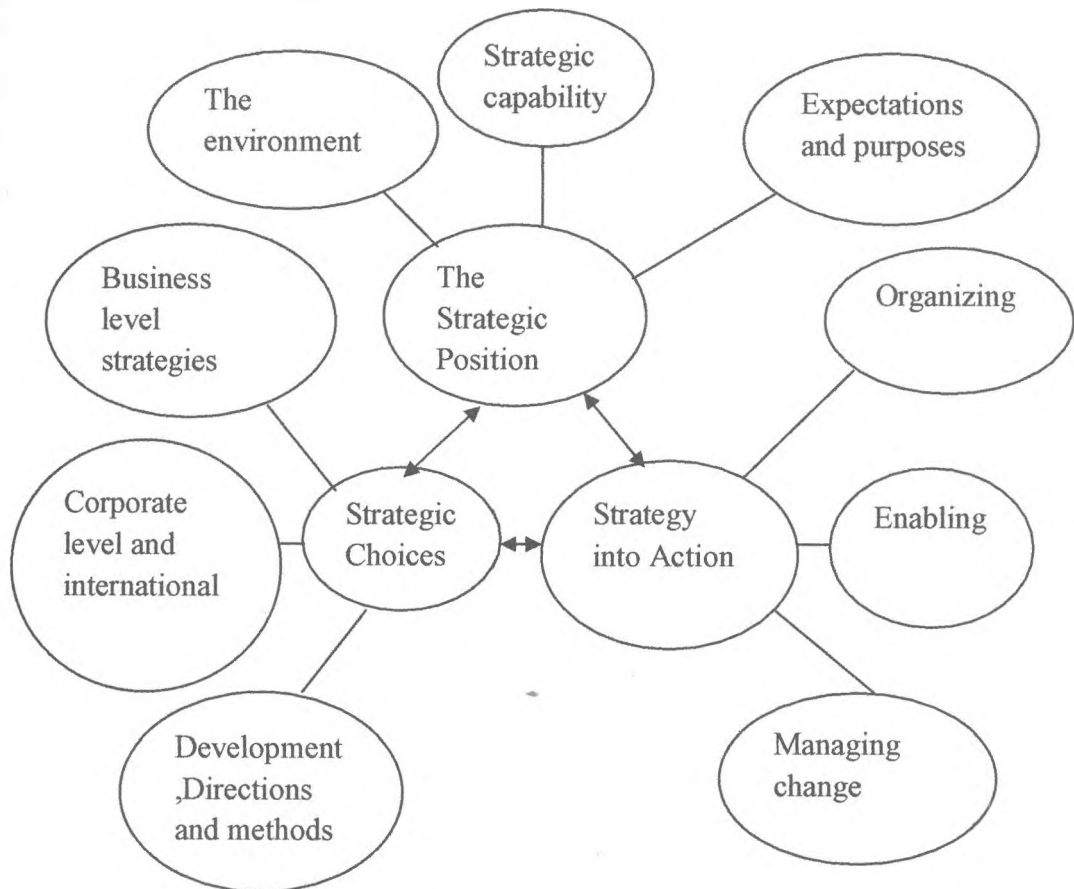 Strategic
capability
The
environment
Expectations
and purposes
Business
level
strategies
The
Strategic
Position
Organizing
Corporate
level and
international
Strategic
Choices
Strategy
into Action
Enabling
Development
,Directions
and methods
Managing
change